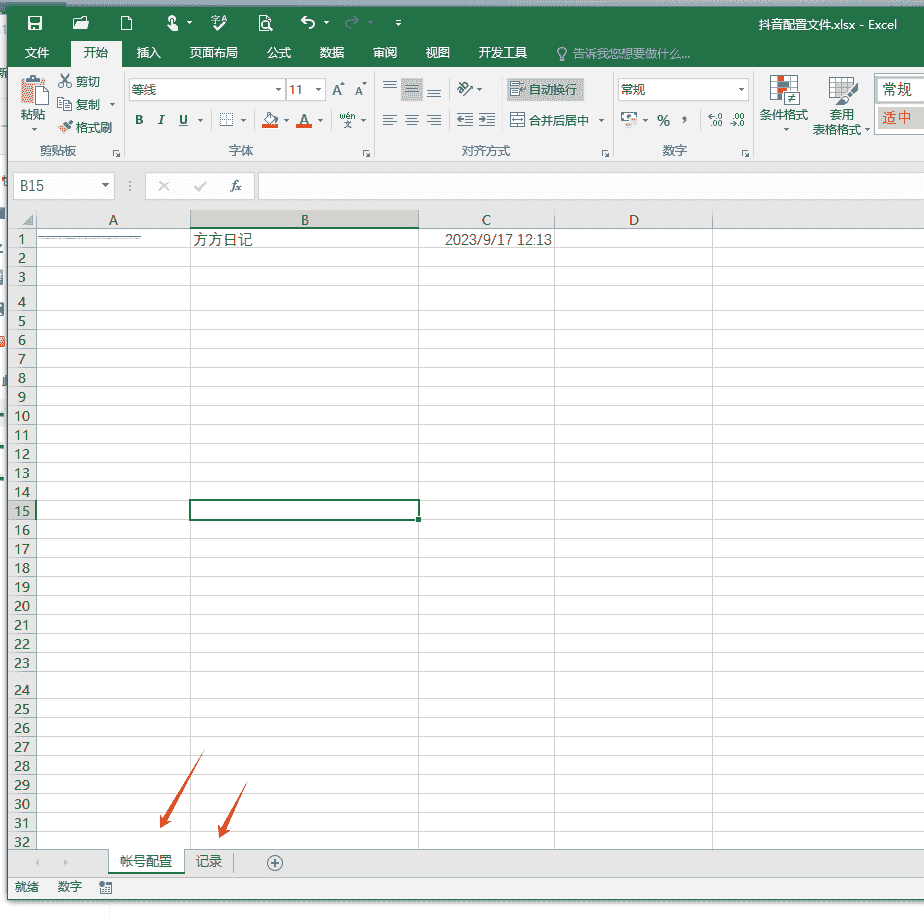 抖音配置文件.xlsx - Excel
文件 开始 插入 页面布局 公式 数据 审阅 视图 开发工具 告诉我您想要做什么...
粘贴 剪切 复制 格式刷
等线 11
B I U wén 文
自动换行
合并后居中
常规
% , .00 .0
条件格式 套用
表格格式
常规
适中
剪贴板 字体 对齐方式 数字
B15 fx
A B C D
1 方方日记 2023/9/17 12:13
2
3
4
5
6
7
8
9
10
11
12
13
14
15
16
17
18
19
20
21
22
23
24
25
26
27
28
29
30
31
32
帐号配置 记录
就绪 数字